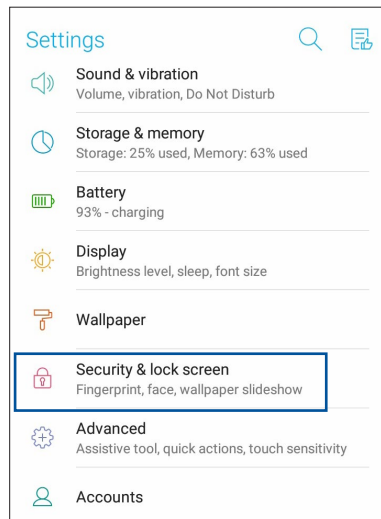 Settings
Sound & vibration
Volume, vibration, Do Not Disturb
Storage & memory
Storage: 25% used, Memory: 63% used
Battery
93% - charging
Display
Brightness level, sleep, font size
Wallpaper
Security & lock screen
Fingerprint, face, wallpaper slideshow
Advanced
Assistive tool, quick actions, touch sensitivity
Accounts